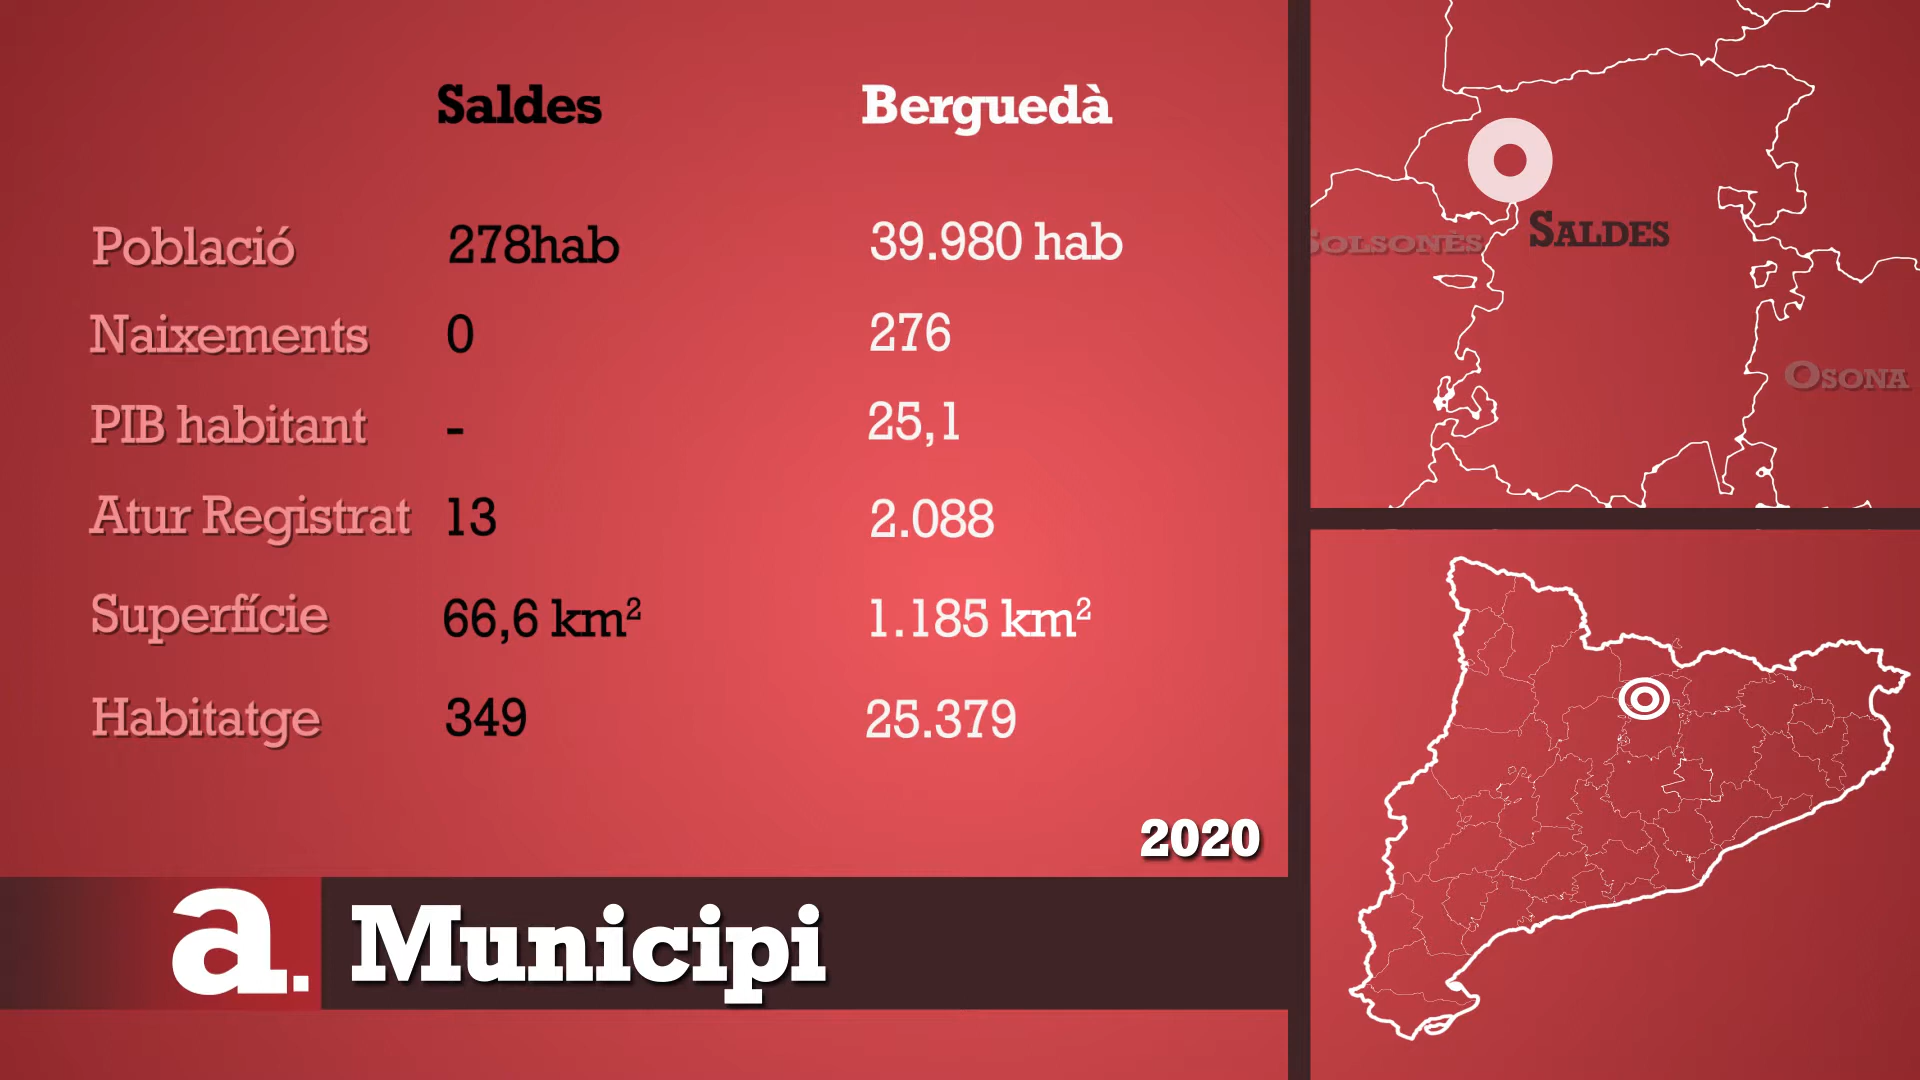 Saldes Berguedà
Població 278hab 39.980 hab
Naixements 0 276
PIB habitant - 25,1
Atur Registrat 13 2.088
Superfície 66,6 km² 1.185 km²
Habitatge 349 25.379
2020
a. Municipi
SALDES
SOLSONÈS
OSONA